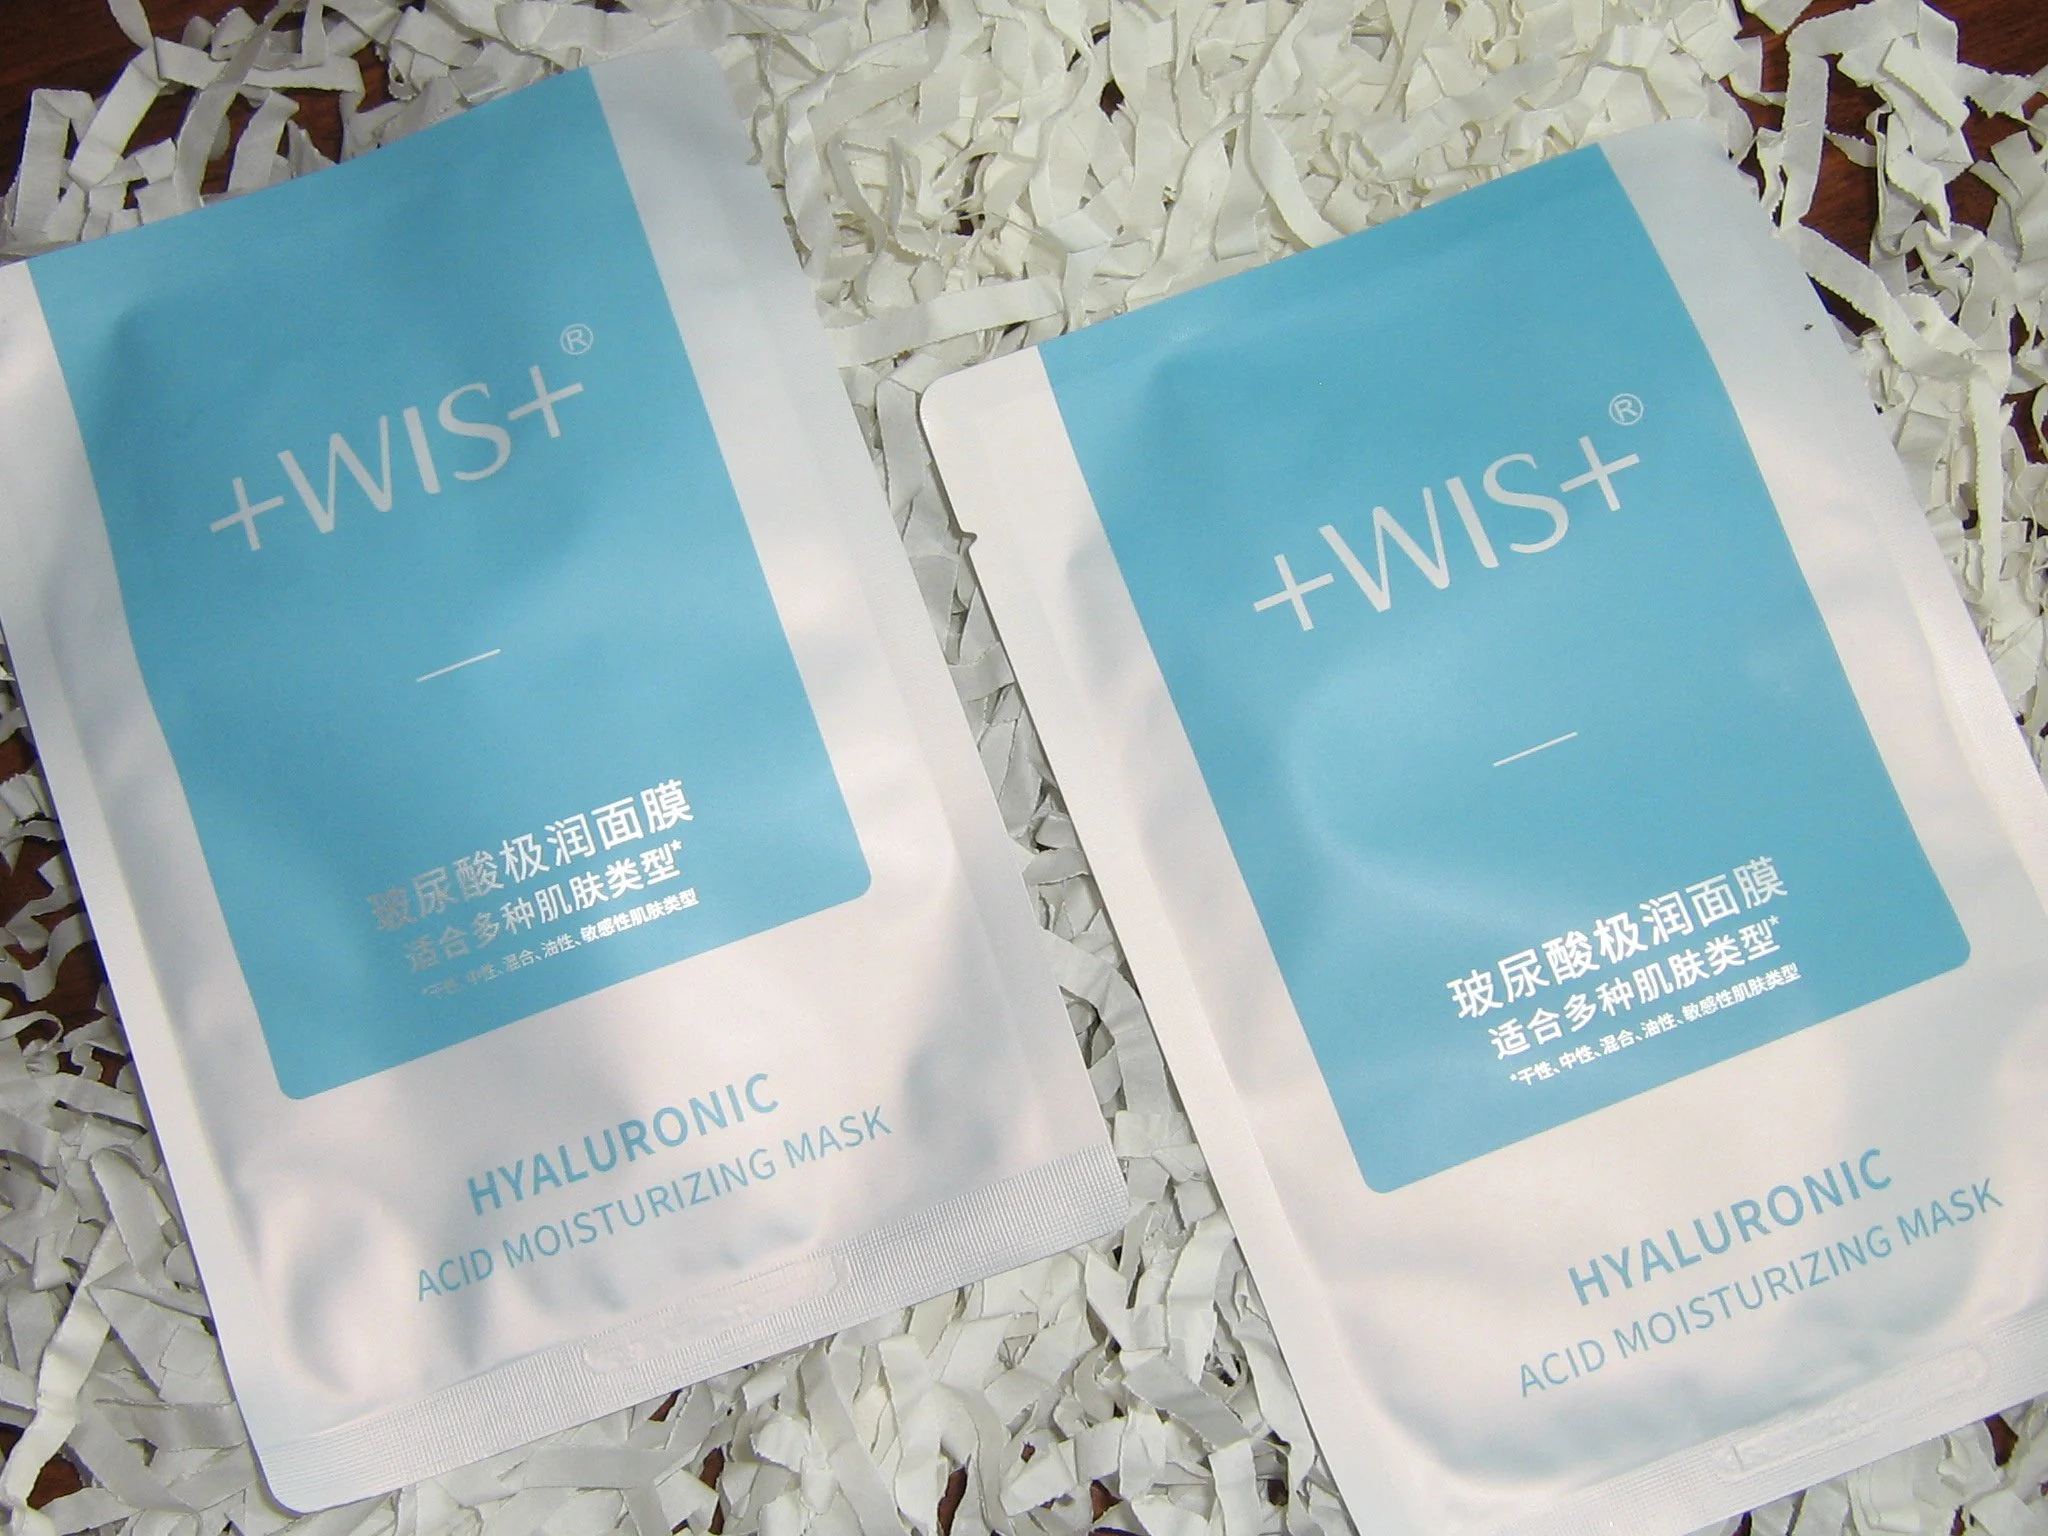 +WIS+®
玻尿酸极润面膜
适合多种肌肤类型*
*干性、中性、混合、油性、敏感性肌肤类型
HYALURONIC
ACID MOISTURIZING MASK
+WIS+®
玻尿酸极润面膜
适合多种肌肤类型*
*干性、中性、混合、油性、敏感性肌肤类型
HYALURONIC
ACID MOISTURIZING MASK